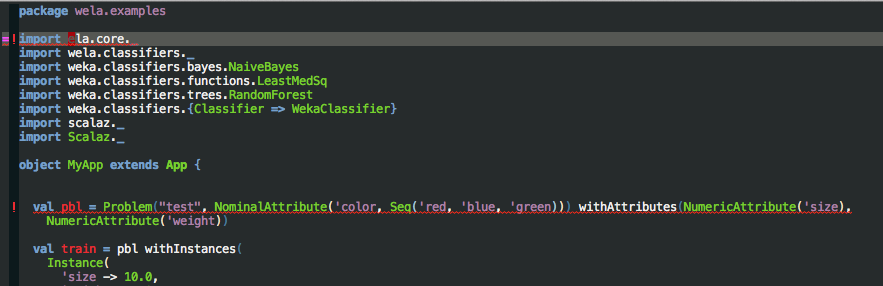 package wela.examples
import ela.core._
import wela.classifiers._
import weka.classifiers.bayes.NaiveBayes
import weka.classifiers.functions.LeastMedSq
import weka.classifiers.trees.RandomForest
import weka.classifiers.{Classifier => WekaClassifier}
import scalaz._
import Scalaz._
object MyApp extends App {
val pbl = Problem("test", NominalAttribute('color, Seq('red, 'blue, 'green))) withAttributes(NumericAttribute('size),
NumericAttribute('weight))
val train = pbl withInstances(
Instance(
'size -> 10.0,